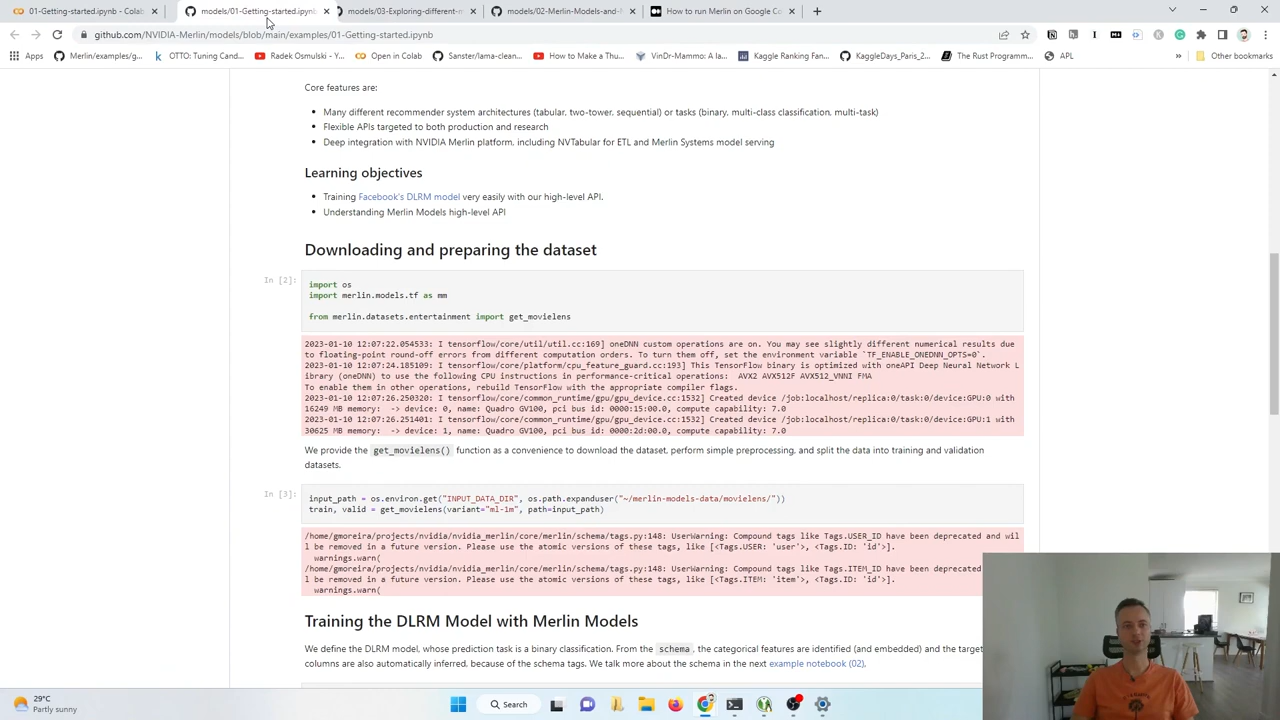 01-Getting-started.ipynb - Colab
models/01-Getting-started.ipynb
models/03-Exploring-different-m
models/02-Merlin-Models-and-
How to run Merlin on Google Co
github.com/NVIDIA-Merlin/models/blob/main/examples/01-Getting-started.ipynb
Apps
Merlin/examples/g...
OTTO: Tuning Cand...
Radek Osmulski - Y...
Open in Colab
Sanster/lama-clean...
How to Make a Thu...
VinDr-Mammo: A la...
Kaggle Ranking Fan...
KaggleDays_Paris_2...
The Rust Programm...
APL
»
Other bookmarks
Core features are:
• Many different recommender system architectures (tabular, two-tower, sequential) or tasks (binary, multi-class classification, multi-task)
• Flexible APIs targeted to both production and research
• Deep integration with NVIDIA Merlin platform, including NVTabular for ETL and Merlin Systems model serving
Learning objectives
• Training Facebook's DLRM model very easily with our high-level API.
• Understanding Merlin Models high-level API
Downloading and preparing the dataset
In [2]:
import os
import merlin.models.tf as mm
from merlin.datasets.entertainment import get_movielens
2023-01-10 12:07:22.054533: I tensorflow/core/util/util.cc:169] oneDNN custom operations are on. You may see slightly different numerical results due
to floating-point round-off errors from different computation orders. To turn them off, set the environment variable `TF_ENABLE_ONEDNN_OPTS=0`.
2023-01-10 12:07:24.185109: I tensorflow/core/platform/cpu_feature_guard.cc:193] This TensorFlow binary is optimized with oneAPI Deep Neural Network L
ibrary (oneDNN) to use the following CPU instructions in performance-critical operations:  AVX2 AVX512F AVX512_VNNI FMA
To enable them in other operations, rebuild TensorFlow with the appropriate compiler flags.
2023-01-10 12:07:26.250320: I tensorflow/core/common_runtime/gpu/gpu_device.cc:1532] Created device /job:localhost/replica:0/task:0/device:GPU:0 with
16249 MB memory:  -> device: 0, name: Quadro GV100, pci bus id: 0000:15:00.0, compute capability: 7.0
2023-01-10 12:07:26.251401: I tensorflow/core/common_runtime/gpu/gpu_device.cc:1532] Created device /job:localhost/replica:0/task:0/device:GPU:1 with
30625 MB memory:  -> device: 1, name: Quadro GV100, pci bus id: 0000:2d:00.0, compute capability: 7.0
We provide the get_movielens() function as a convenience to download the dataset, perform simple preprocessing, and split the data into training and validation
datasets.
In [3]:
input_path = os.environ.get("INPUT_DATA_DIR", os.path.expanduser("~/merlin-models-data/movielens/"))
train, valid = get_movielens(variant="ml-1m", path=input_path)
/home/gmoreira/projects/nvidia/nvidia_merlin/core/merlin/schema/tags.py:148: UserWarning: Compound tags like Tags.USER_ID have been deprecated and wil
l be removed in a future version. Please use the atomic versions of these tags, like [<Tags.USER: 'user'>, <Tags.ID: 'id'>].
warnings.warn(
/home/gmoreira/projects/nvidia/nvidia_merlin/core/merlin/schema/tags.py:148: UserWarning: Compound tags like Tags.ITEM_ID have been deprecated
l be removed in a future version. Please use the atomic versions of these tags, like [<Tags.ITEM: 'item'>, <Tags.ID: 'id'>].
warnings.warn(
Training the DLRM Model with Merlin Models
We define the DLRM model, whose prediction task is a binary classification. From the schema, the categorical features are identified (and embedded) and the target
columns are also automatically inferred, because of the schema tags. We talk more about the schema in the next example notebook (02).
29°C
Partly sunny
Search